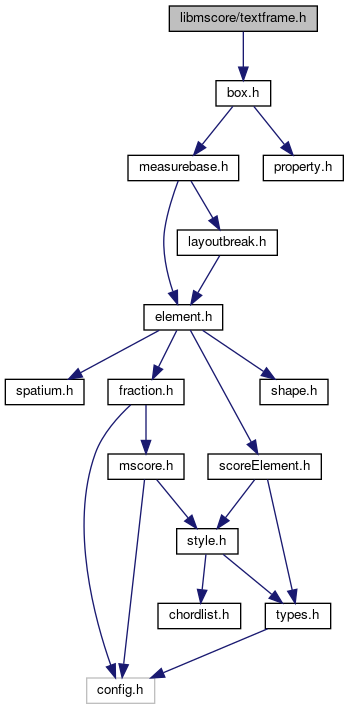 libmscore/textframe.h
box.h
measurebase.h
property.h
layoutbreak.h
element.h
spatium.h
fraction.h
shape.h
mscore.h
scoreElement.h
style.h
chordlist.h
types.h
config.h